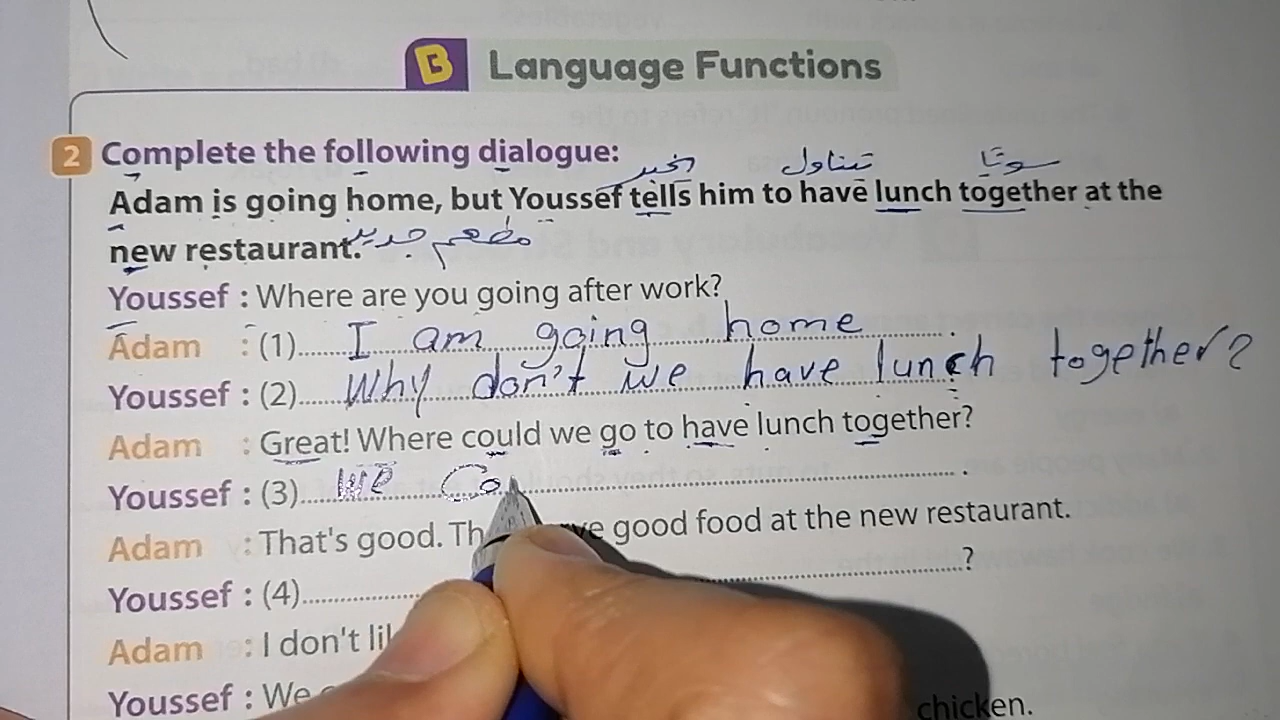 B Language Functions
2 Complete the following dialogue:
تناول سوتا
Adam is going home, but Youssef tells him to have lunch together at the
new restaurant. مطعم جديد
Youssef : Where are you going after work?
Adam : (1) I am going home .
Youssef : (2) Why don't we have lunch together?
Adam : Great! Where could we go to have lunch together?
Youssef : (3) we Co .
Adam : That's good. good food at the new restaurant.
Youssef : (4) ?
Adam : I don't
Youssef : We chicken.